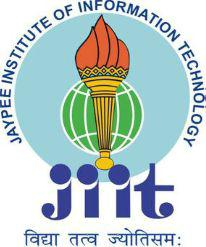 JAYPEE INSTITUTE OF INFORMATION TECHNOLOGY
jiit
विद्या तत्व ज्योतिसमः